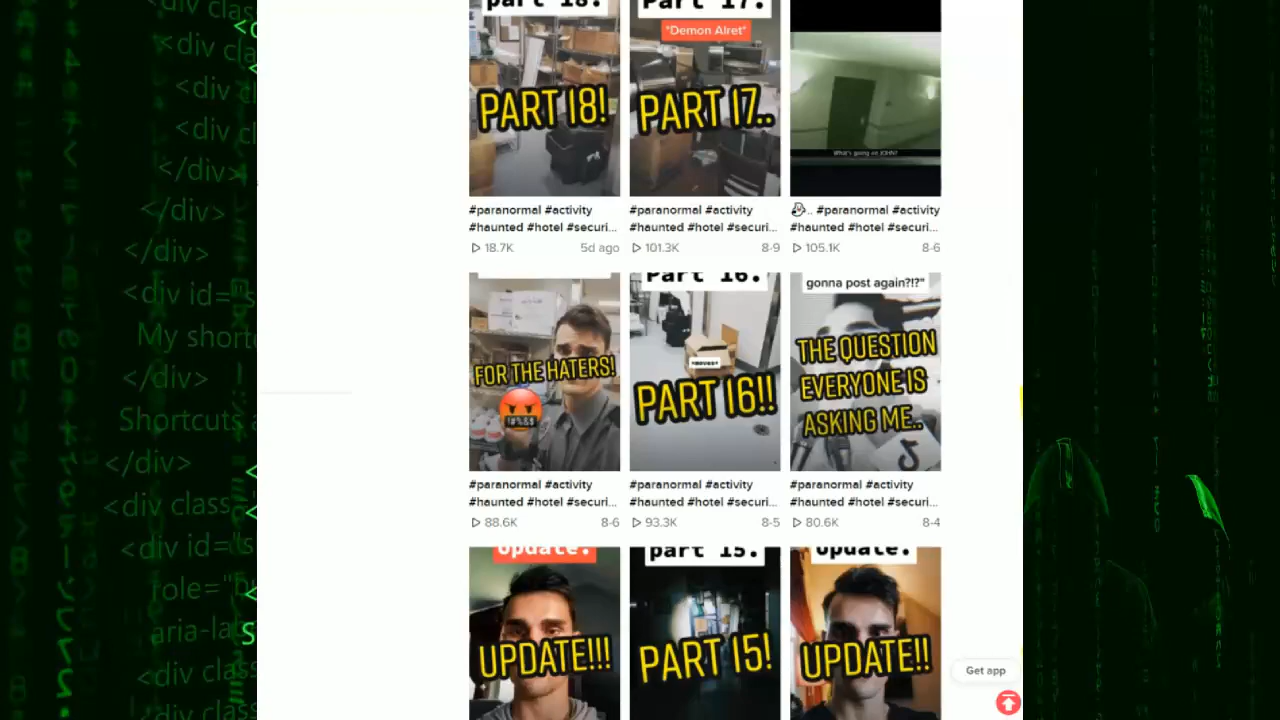 <div cla
<div cla
<div c
<div c
</div>
</div>
</div>
<div id="s
My short
</div>
Shortcuts a
</div>
<div class
<div id="s
role="
aria-la
<div clas
<div clas
part 18.
PART 18!
#paranormal #activity
#haunted #hotel #securi...
18.7K 5d ago
part 17.
*Demon Alret*
PART 17..
#paranormal #activity
#haunted #hotel #securi...
101.3K 8-9
What's going on JOHN?
.. #paranormal #activity
#haunted #hotel #securi...
105.1K 8-6
FOR THE HATERS!
#paranormal #activity
#haunted #hotel #securi...
88.6K 8-6
Part 16.
*moves*
PART 16!!
#paranormal #activity
#haunted #hotel #securi...
93.3K 8-5
gonna post again?!?"
THE QUESTION
EVERYONE IS
ASKING ME..
#paranormal #activity
#haunted #hotel #securi...
80.6K 8-4
Update.
UPDATE!!!
part 15.
PART 15!
Update.
UPDATE!!
Get app